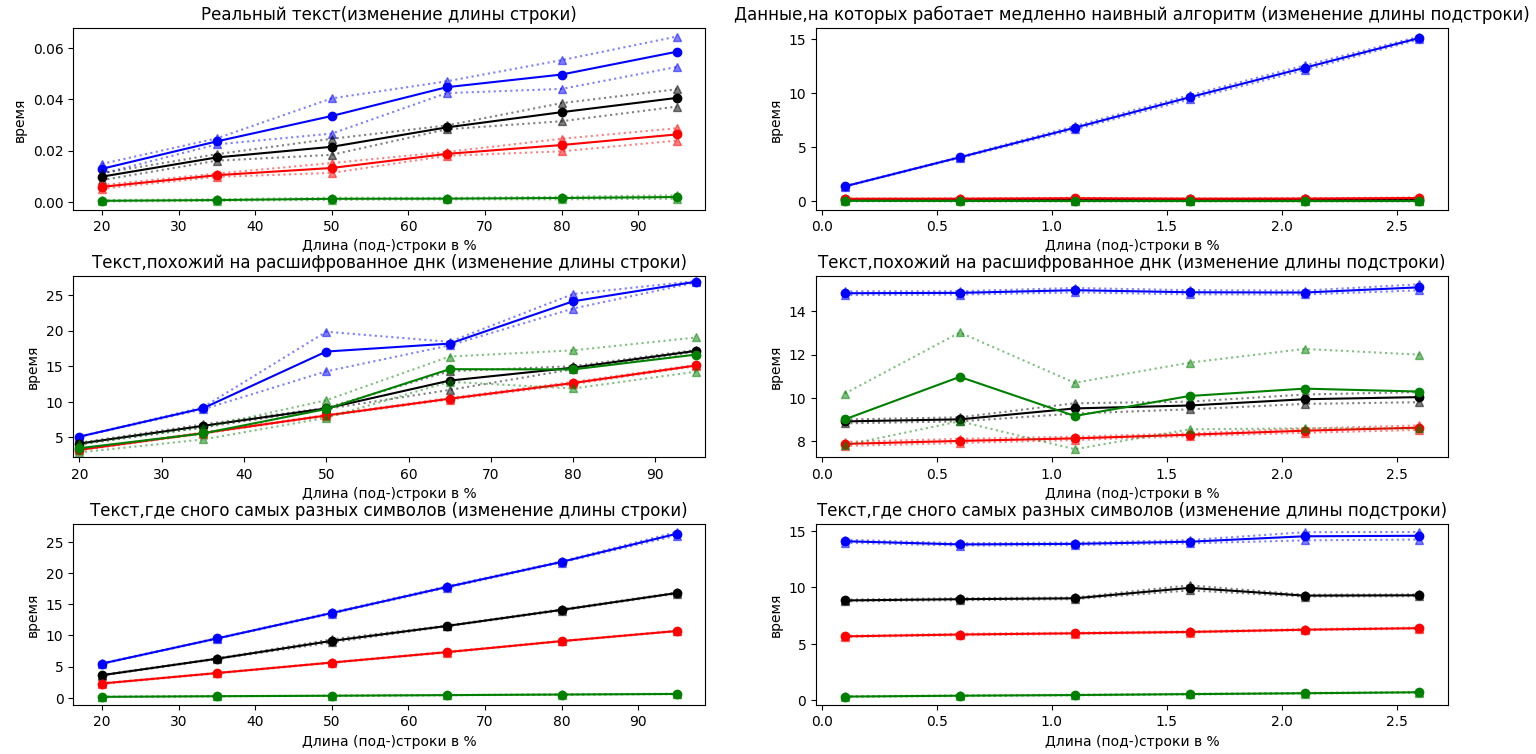 Реальный текст(изменение длины строки)
0.06
0.04
0.02
0.00
время
20 30 40 50 60 70 80 90
Длина (под-)строки в %
Данные,на которых работает медленно наивный алгоритм (изменение длины подстроки)
15
10
5
0
время
0.0 0.5 1.0 1.5 2.0 2.5
Длина (под-)строки в %
Текст,похожий на расшифрованное днк (изменение длины строки)
25
20
15
10
5
время
20 30 40 50 60 70 80 90
Длина (под-)строки в %
Текст,похожий на расшифрованное днк (изменение длины подстроки)
14
12
10
8
время
0.0 0.5 1.0 1.5 2.0 2.5
Длина (под-)строки в %
Текст,где сного самых разных символов (изменение длины строки)
25
20
15
10
5
0
время
20 30 40 50 60 70 80 90
Длина (под-)строки в %
Текст,где сного самых разных символов (изменение длины подстроки)
15
10
5
0
время
0.0 0.5 1.0 1.5 2.0 2.5
Длина (под-)строки в %